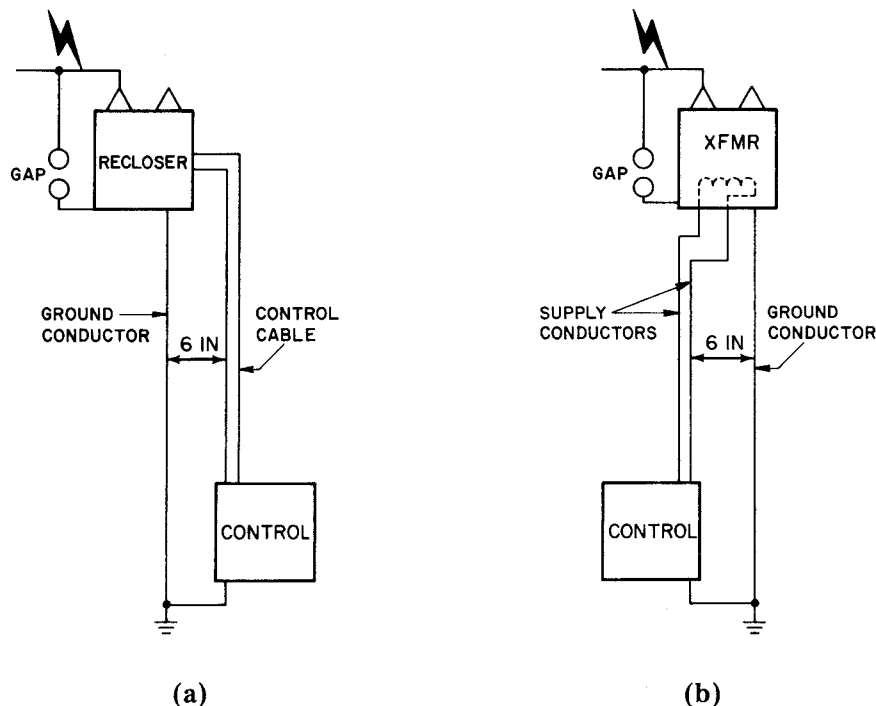 RECLOSER
GAP
GROUND
CONDUCTOR
6 IN
CONTROL
CABLE
CONTROL
(a)
XFMR
GAP
SUPPLY
CONDUCTORS
6 IN
GROUND
CONDUCTOR
CONTROL
(b)